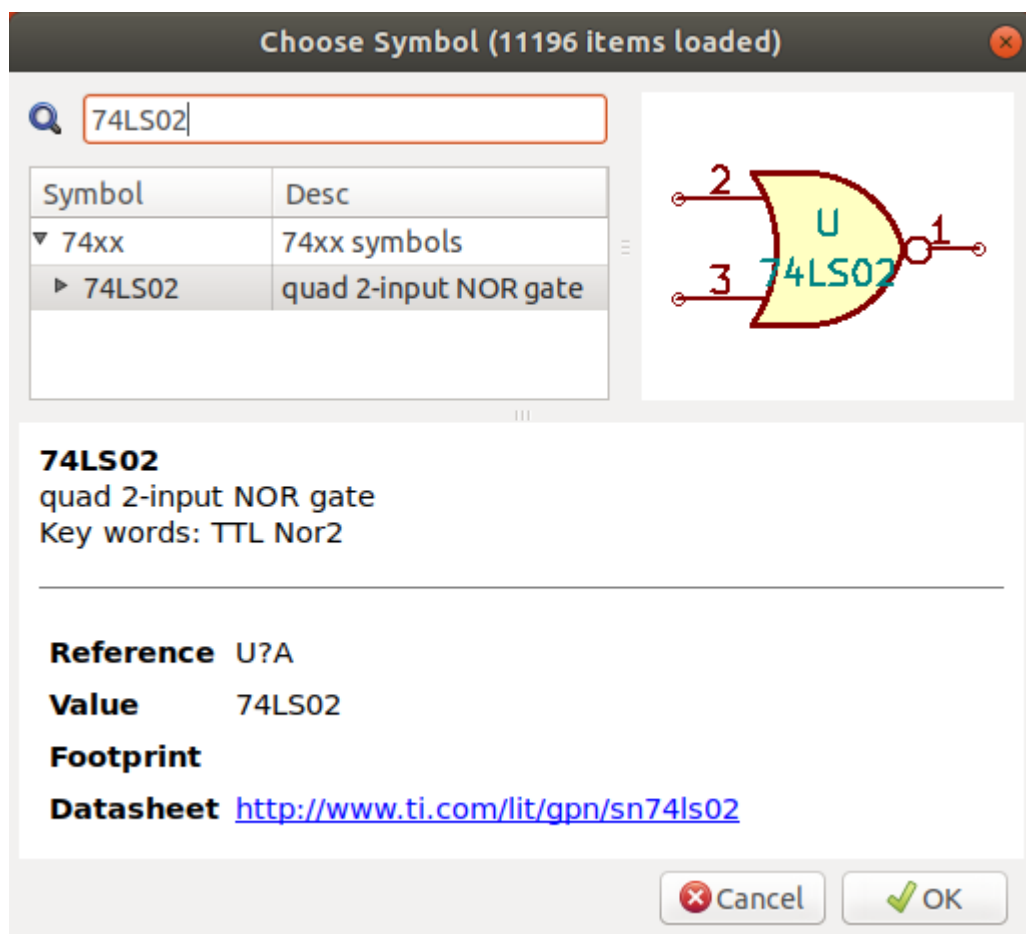 Choose Symbol (11196 items loaded)
74LS02
Symbol Desc
74xx 74xx symbols
74LS02 quad 2-input NOR gate
2
U
1
3
74LS02
74LS02
quad 2-input NOR gate
Key words: TTL Nor2
Reference U?A
Value 74LS02
Footprint
Datasheet http://www.ti.com/lit/gpn/sn74ls02
Cancel OK